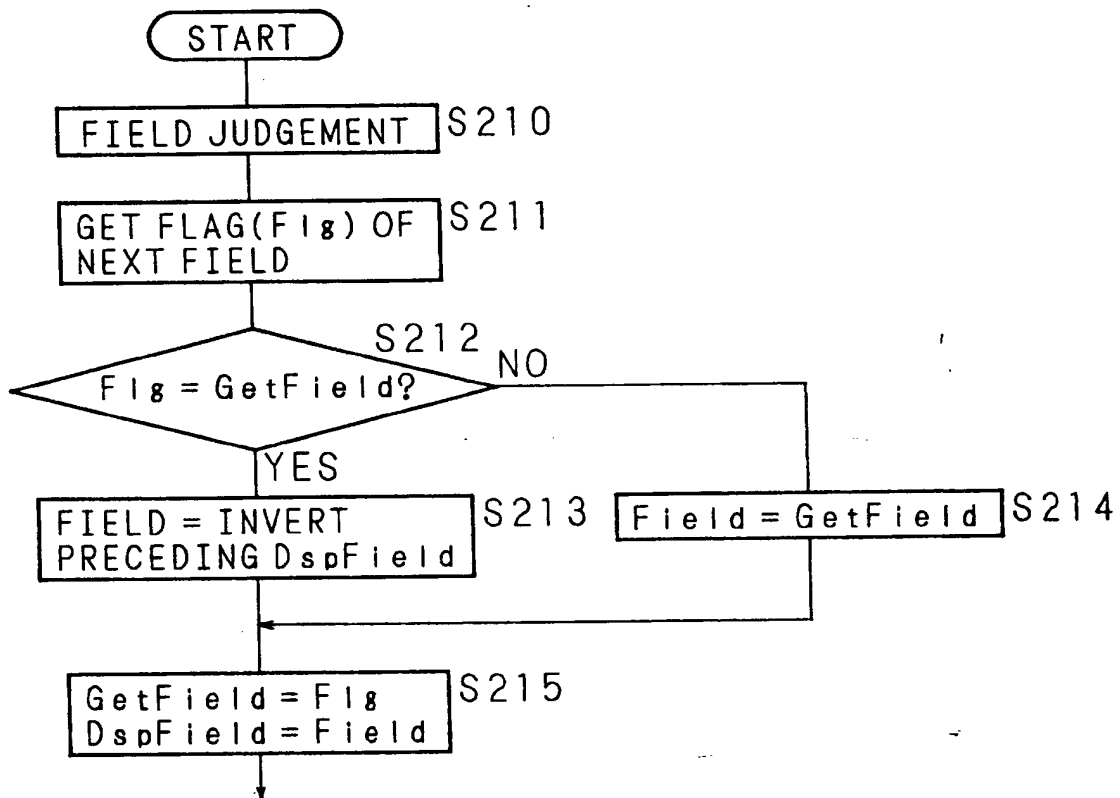 START
FIELD JUDGEMENT S210
GET FLAG(Flg) OF S211
NEXT FIELD
S212
Flg = GetField?
NO
YES
FIELD = INVERT S213
PRECEDING DspField
Field = GetField S214
GetField = Flg S215
DspField = Field